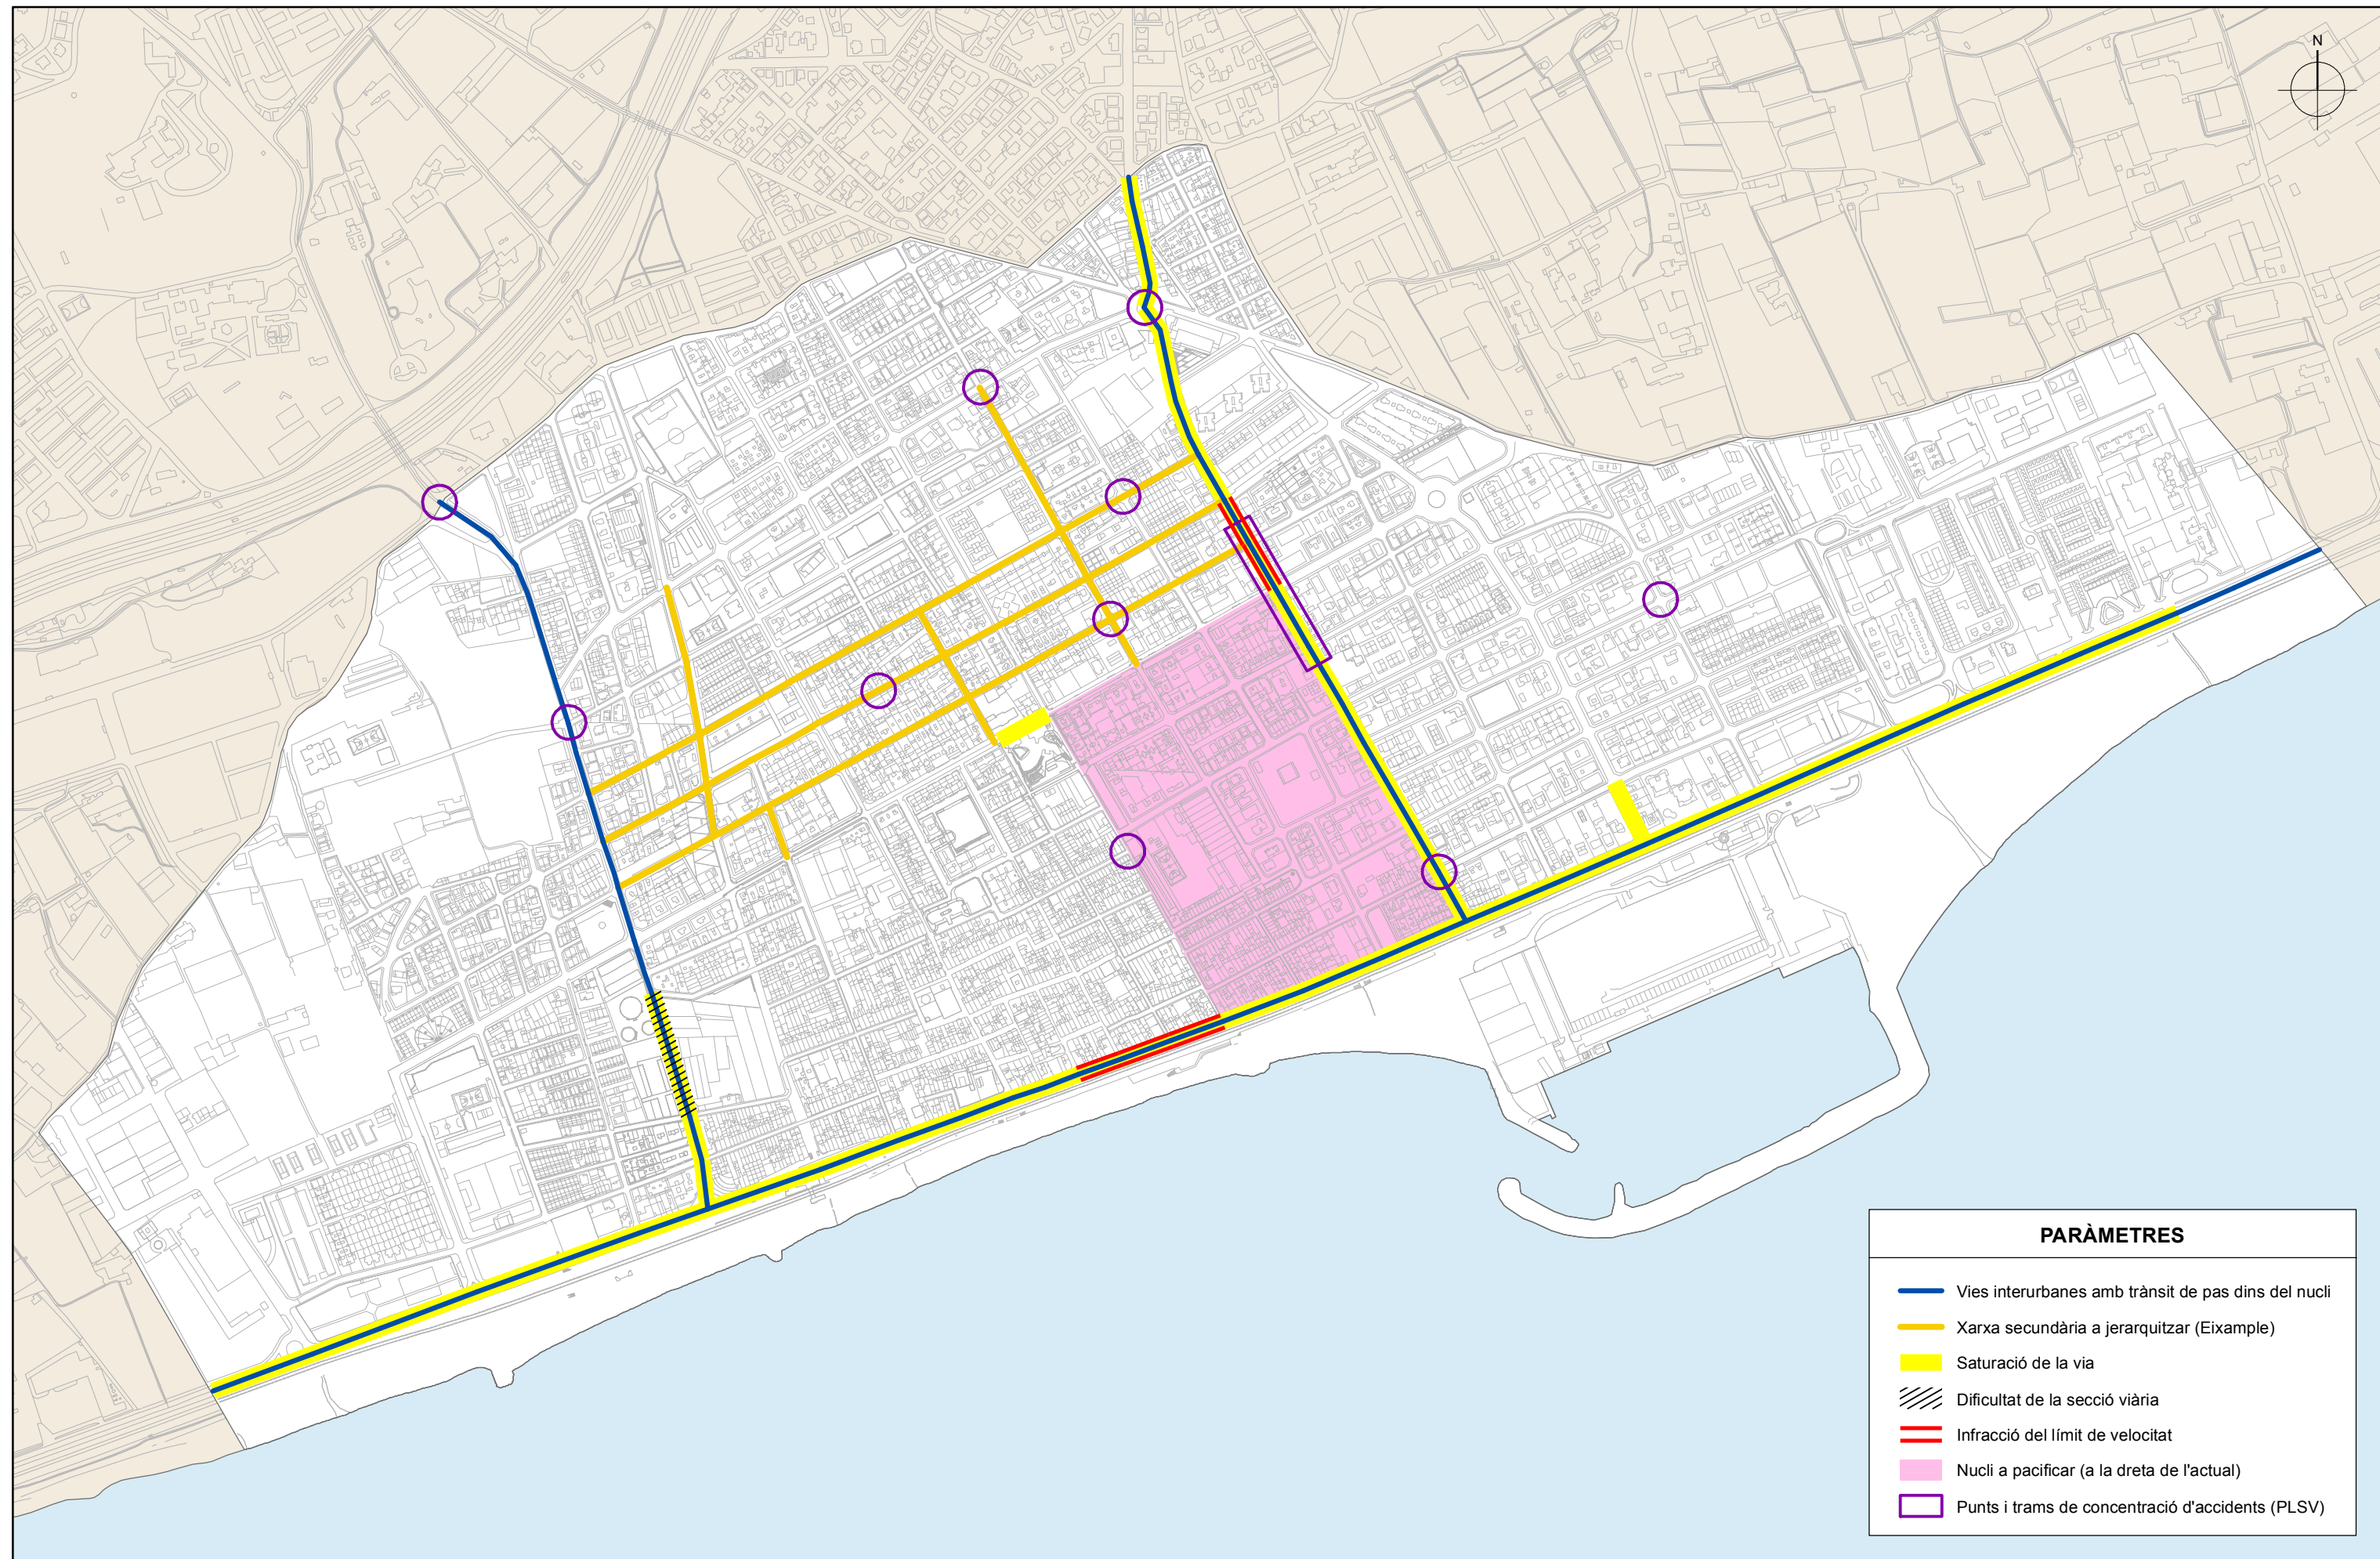 N
PARÀMETRES
Vies interurbanes amb trànsit de pas dins del nucli
Xarxa secundària a jerarquitzar (Eixample)
Saturació de la via
Dificultat de la secció viària
Infracció del límit de velocitat
Nucli a pacificar (a la dreta de l'actual)
Punts i trams de concentració d'accidents (PLSV)